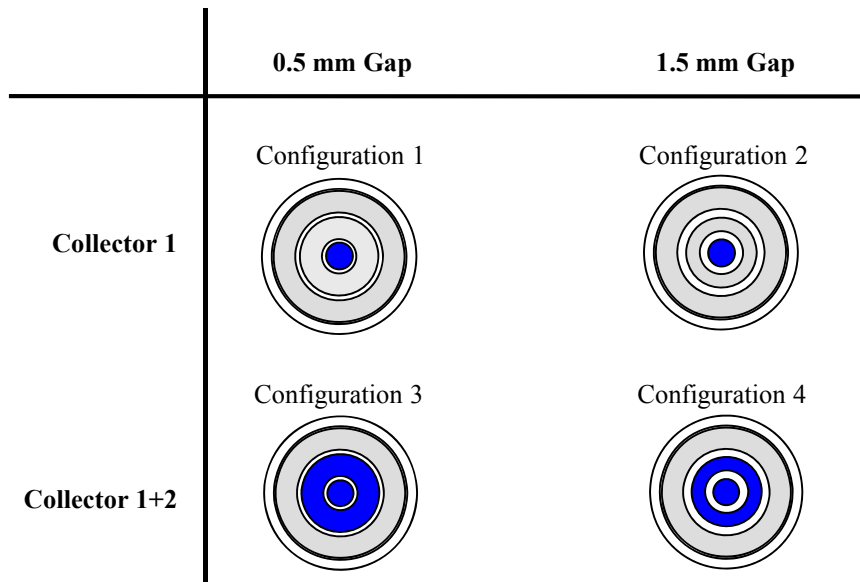 0.5 mm Gap
1.5 mm Gap
Configuration 1
Configuration 2
Collector 1
Configuration 3
Configuration 4
Collector 1+2